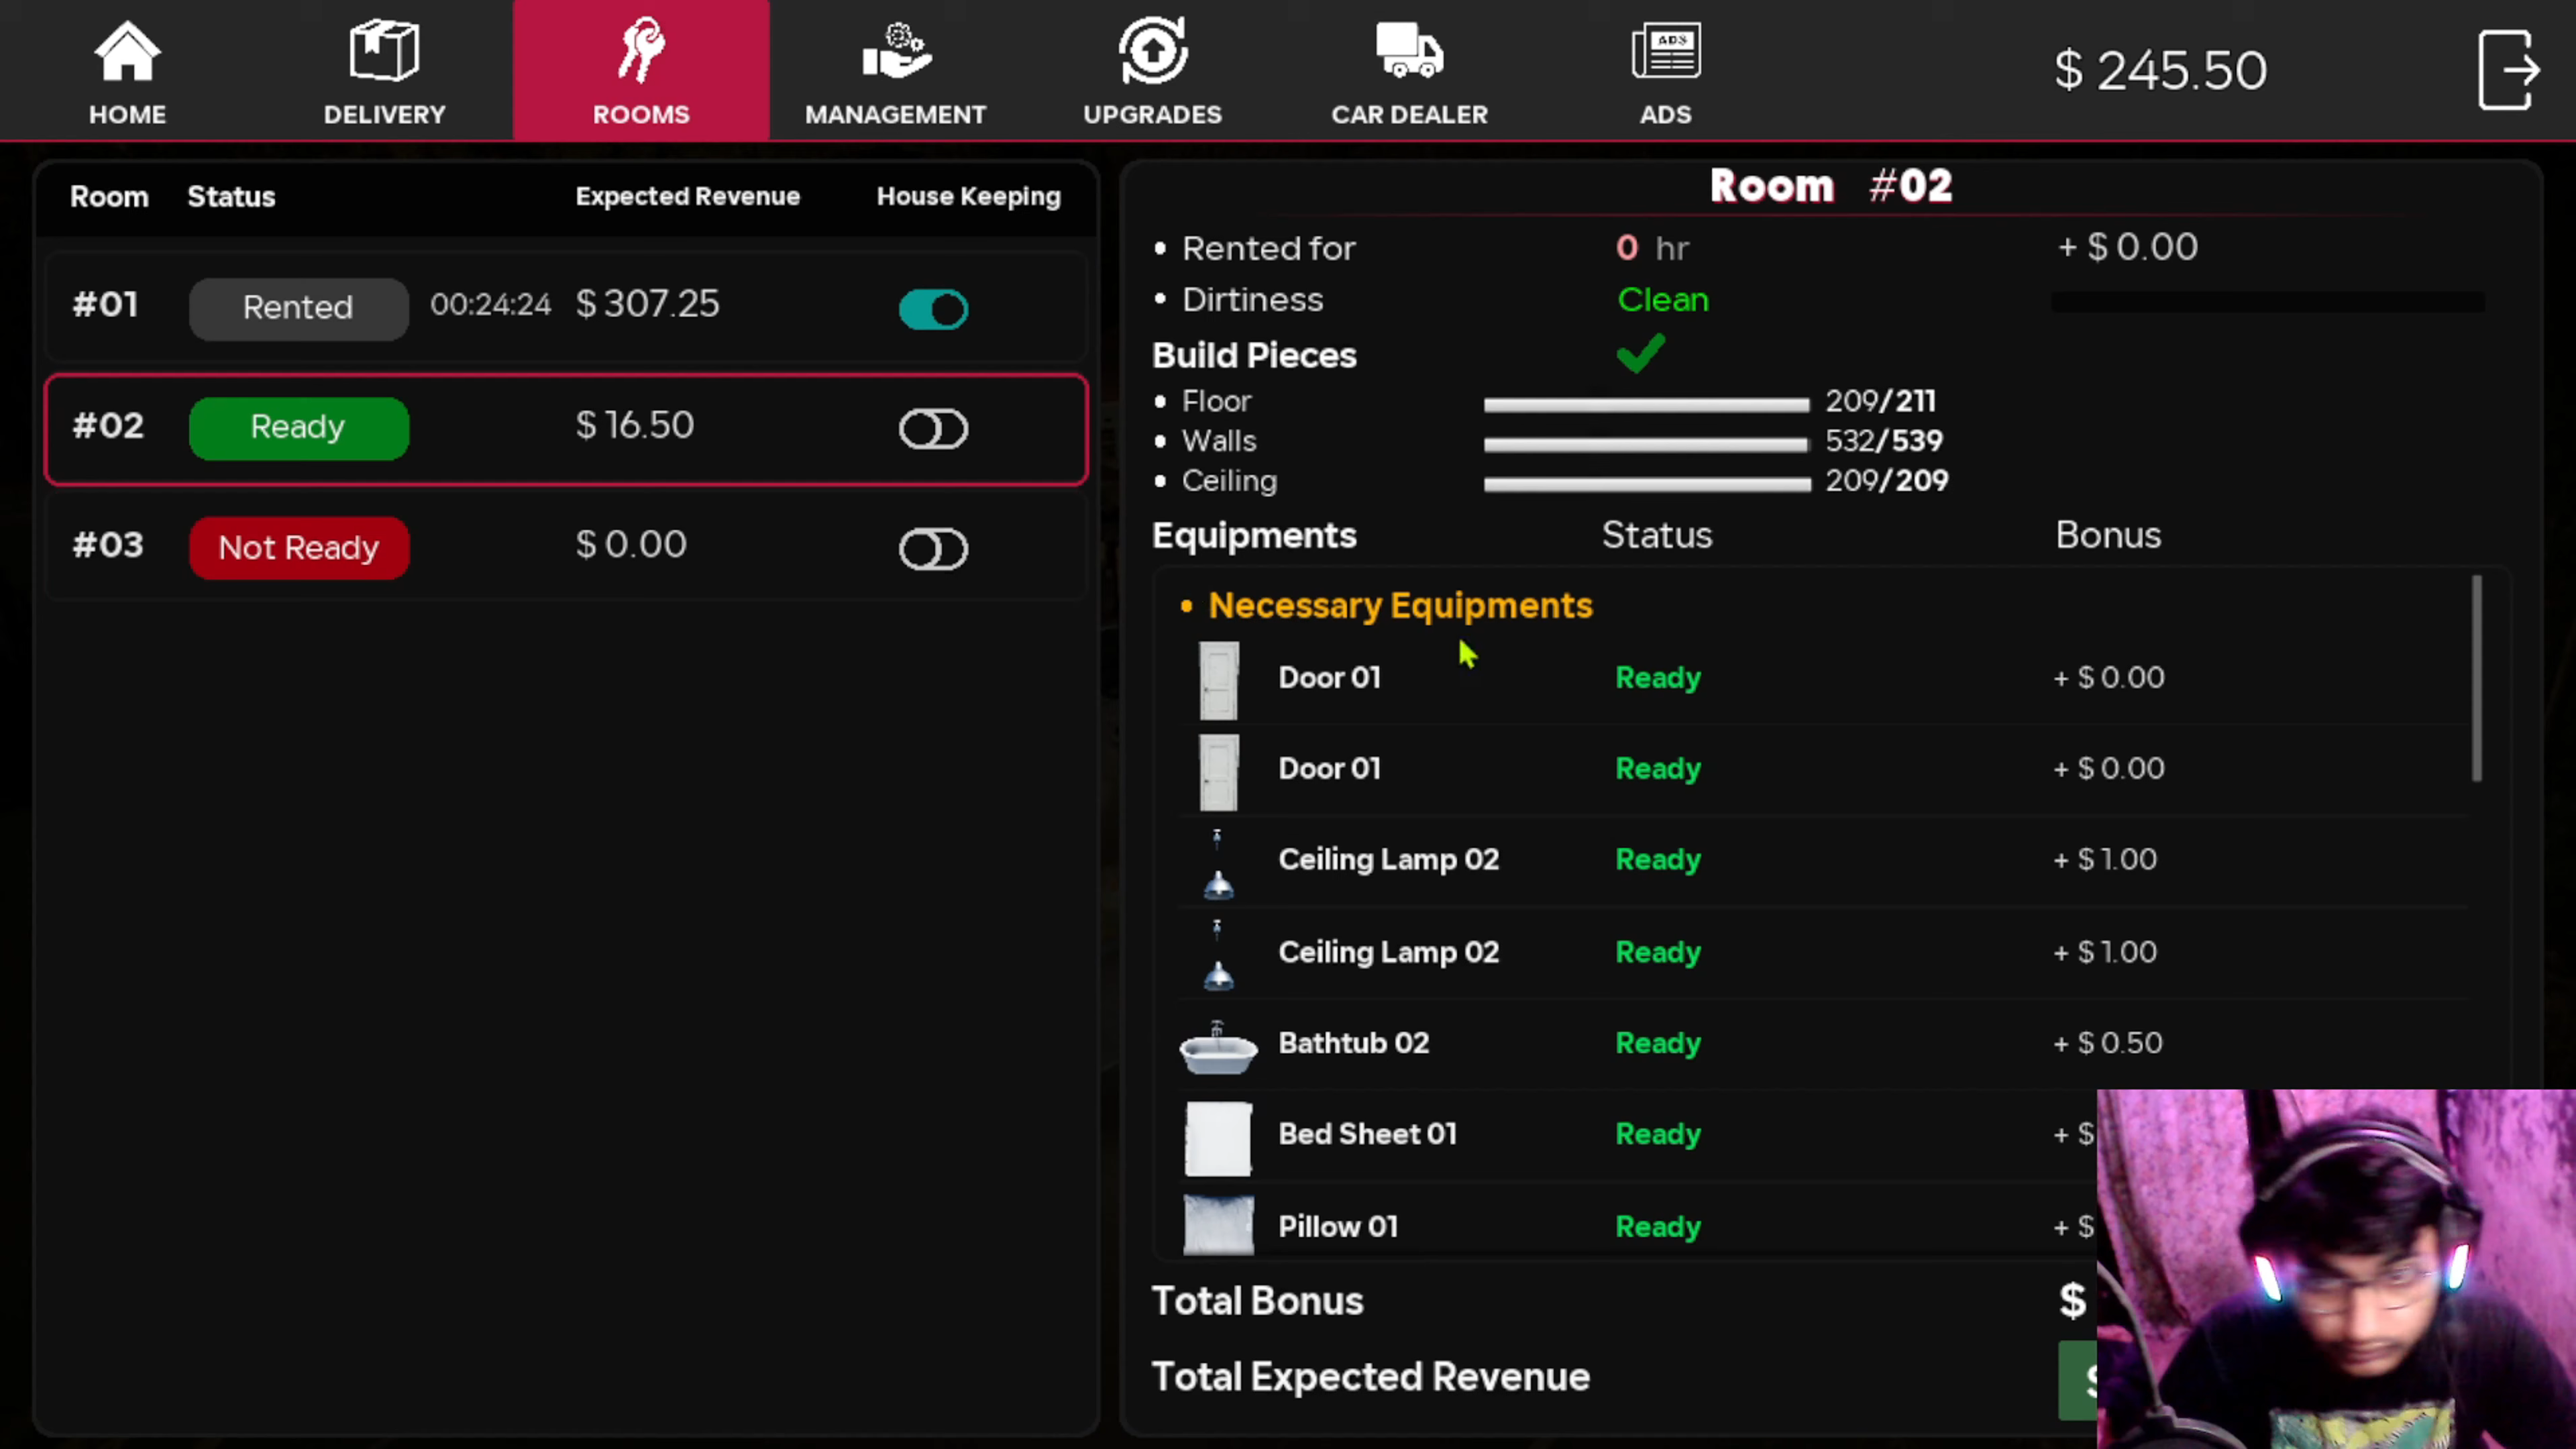 HOME DELIVERY ROOMS MANAGEMENT UPGRADES CAR DEALER ADS $ 245.50
ADS
Room Status Expected Revenue House Keeping
#01 Rented 00:24:24 $ 307.25
#02 Ready $ 16.50
#03 Not Ready $ 0.00
Room #02
• Rented for 0 hr + $ 0.00
• Dirtiness Clean
Build Pieces
• Floor 209/211
• Walls 532/539
• Ceiling 209/209
Equipments Status Bonus
• Necessary Equipments
Door 01 Ready + $ 0.00
Door 01 Ready + $ 0.00
Ceiling Lamp 02 Ready + $ 1.00
Ceiling Lamp 02 Ready + $ 1.00
Bathtub 02 Ready + $ 0.50
Bed Sheet 01 Ready + $
Pillow 01 Ready + $
Total Bonus $
Total Expected Revenue